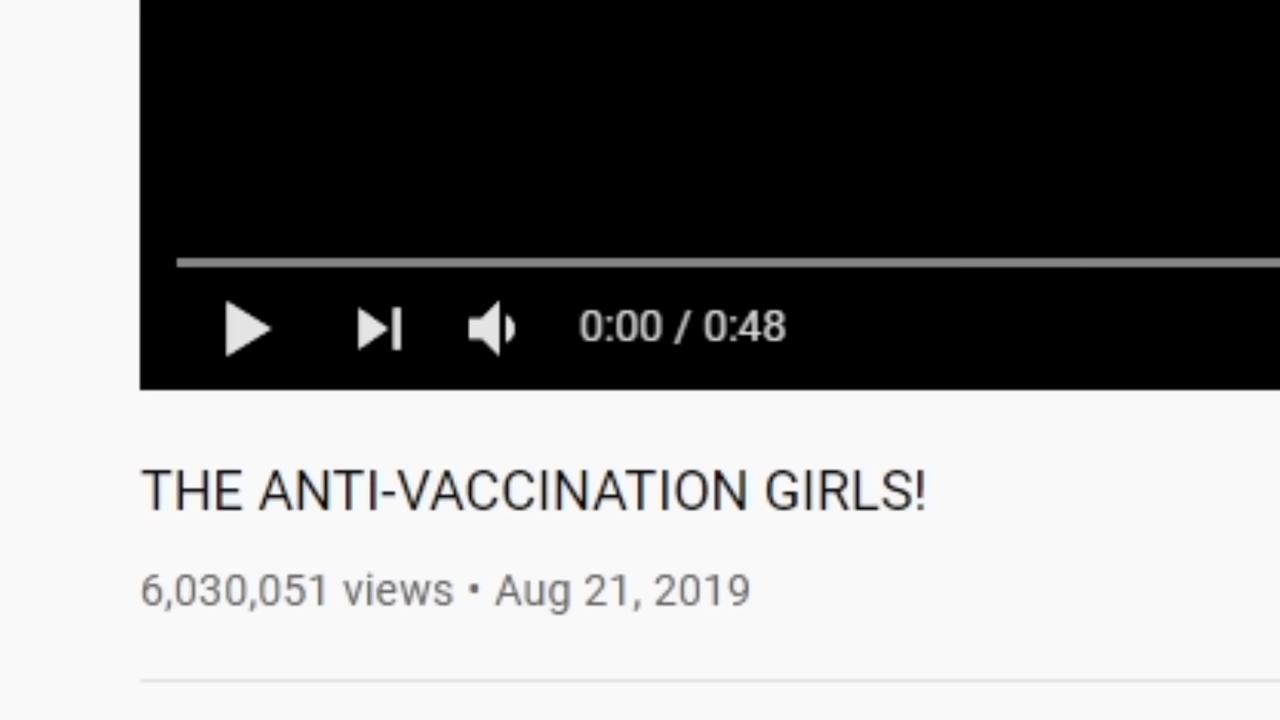 0:00 / 0:48
THE ANTI-VACCINATION GIRLS!
6,030,051 views • Aug 21, 2019